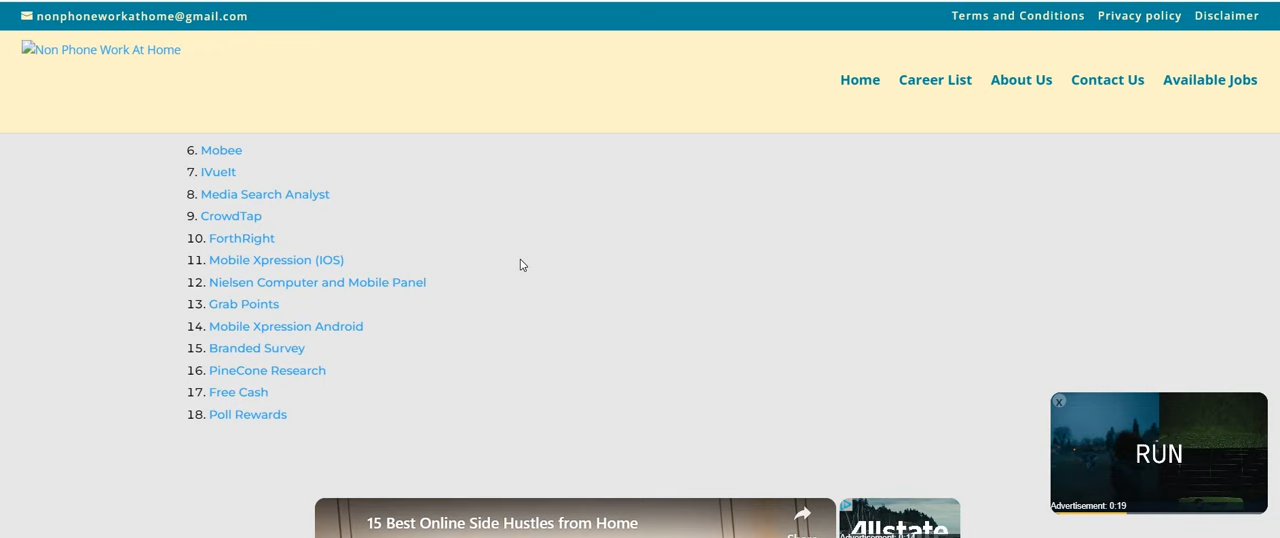 nonphoneworkathome@gmail.com
Terms and Conditions Privacy policy Disclaimer
Non Phone Work At Home
Home Career List About Us Contact Us Available Jobs
6. Mobee
7. IVueIt
8. Media Search Analyst
9. CrowdTap
10. ForthRight
11. Mobile Xpression (IOS)
12. Nielsen Computer and Mobile Panel
13. Grab Points
14. Mobile Xpression Android
15. Branded Survey
16. PineCone Research
17. Free Cash
18. Poll Rewards
x
RUN
Advertisement: 0:19
15 Best Online Side Hustles from Home
Allstate